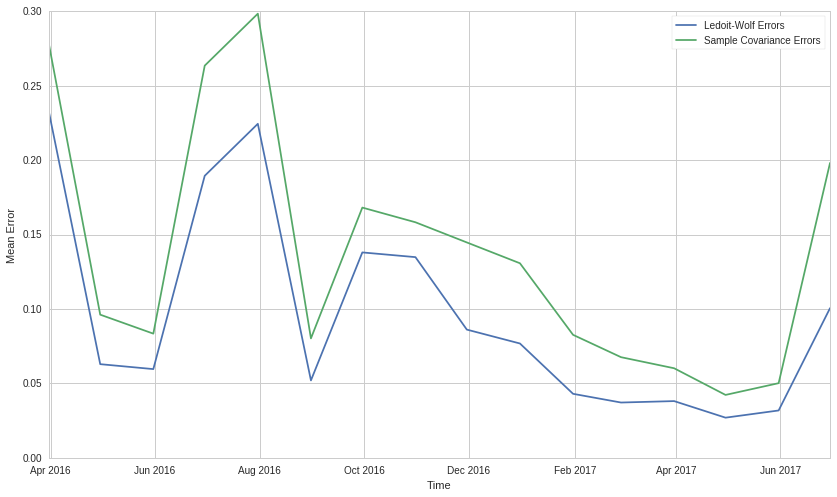 0.30
0.25
0.20
0.15
0.10
0.05
0.00
Mean Error
Ledoit-Wolf Errors
Sample Covariance Errors
Apr 2016 Jun 2016 Aug 2016 Oct 2016 Dec 2016 Feb 2017 Apr 2017 Jun 2017
Time